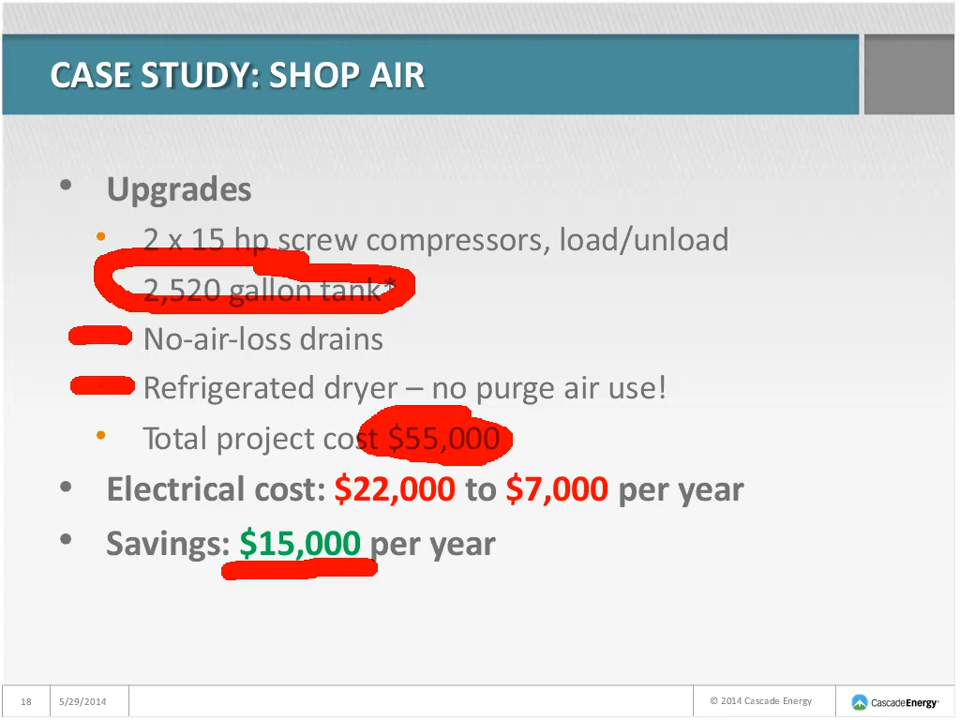 CASE STUDY: SHOP AIR
• Upgrades
• 2 x 15 hp screw compressors, load/unload
2,520 gallon tank*
No-air-loss drains
Refrigerated dryer – no purge air use!
• Total project cost $55,000
• Electrical cost: $22,000 to $7,000 per year
• Savings: $15,000 per year
18 5/29/2014 © 2014 Cascade Energy CascadeEnergy